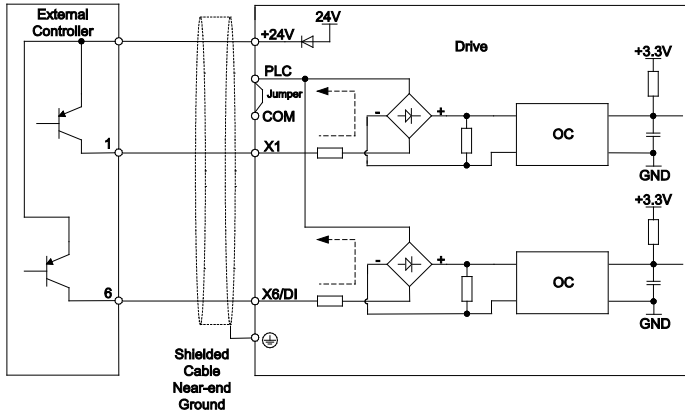 External
Controller
24V
+24V
Drive
+3.3V
PLC
Jumper
COM
- +
OC
1
X1
GND
+3.3V
- +
OC
6
X6/DI
GND
Shielded
Cable
Near-end
Ground